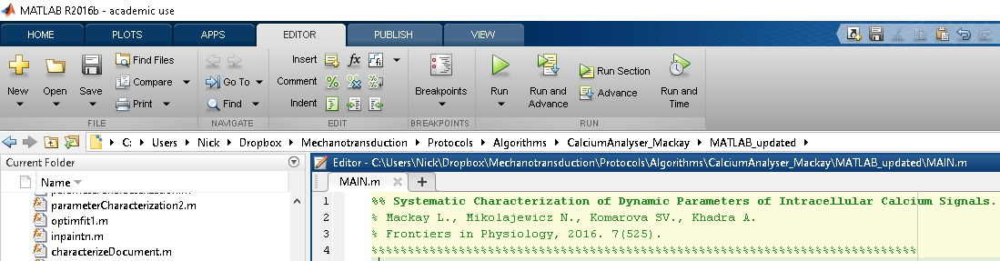 MATLAB R2016b - academic use
HOME PLOTS APPS EDITOR PUBLISH VIEW
New Open Save Find Files Compare Print
FILE
Go To Find
NAVIGATE
Insert fx
Comment
Indent
EDIT
Breakpoints
BREAKPOINTS
Run Run and Advance Run Section Advance Run and Time
RUN
C: Users Nick Dropbox Mechanotransduction Protocols Algorithms CalciumAnalyser_Mackay MATLAB_updated
Current Folder
Name
parameterCharacterization2.m
optimfit1.m
inpaintn.m
characterizeDocument.m
Editor - C:\Users\Nick\Dropbox\Mechanotransduction\Protocols\Algorithms\CalciumAnalyser_Mackay\MATLAB_updated\MAIN.m
MAIN.m
1 %% Systematic Characterization of Dynamic Parameters of Intracellular Calcium Signals.
2 % Mackay L., Mikolajewicz N., Komarova SV., Khadra A.
3 % Frontiers in Physiology, 2016. 7(525).
4 %%%%%%%%%%%%%%%%%%%%%%%%%%%%%%%%%%%%%%%%%%%%%%%%%%%%%%%%%%%%%%%%%%%%%%%%%%%